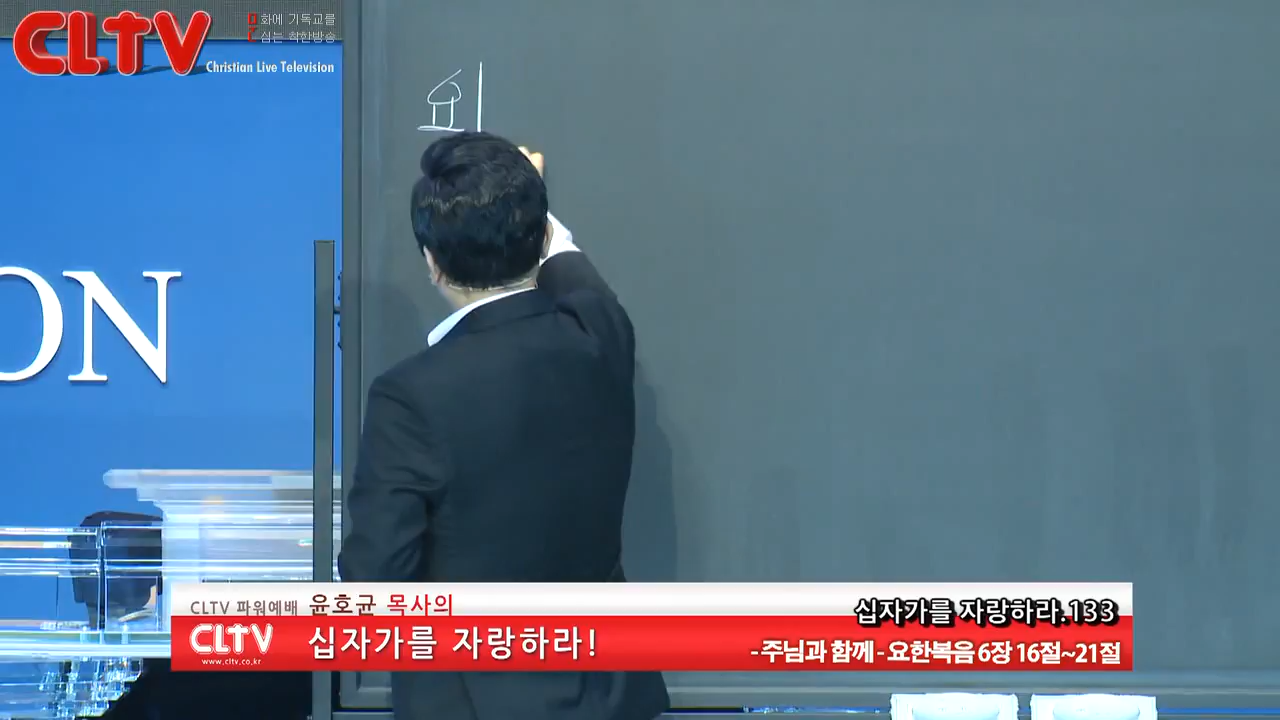 CLTV
문화에 기독교를
심는 착한방송
Christian Live Television
ON
CLTV 파워예배 윤호균 목사의
십자가를 자랑하라.133
CLTV
www.cltv.co.kr
십자가를 자랑하라!
- 주님과 함께 - 요한복음 6장 16절~21절